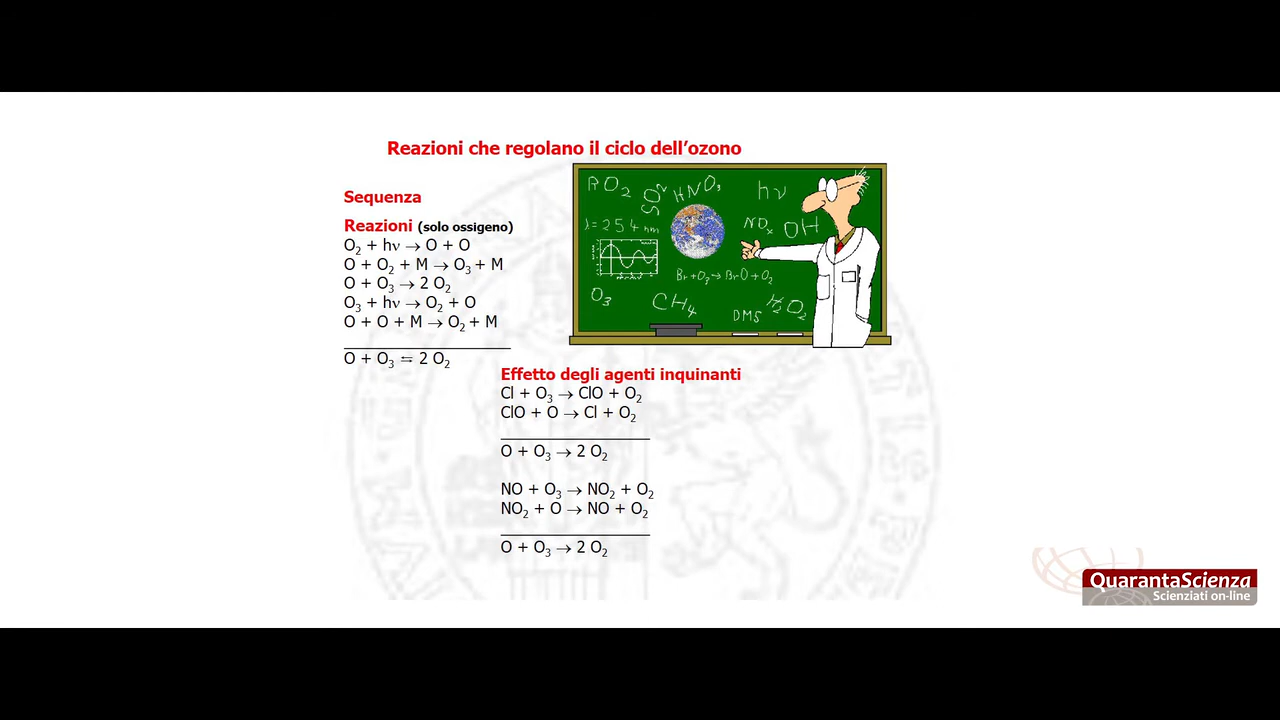 Reazioni che regolano il ciclo dell'ozono
Sequenza
Reazioni (solo ossigeno)
O₂ + hν → O + O
O + O₂ + M → O₃ + M
O + O₃ → 2 O₂
O₃ + hν → O₂ + O
O + O + M → O₂ + M
O + O₃ ⇆ 2 O₂
RO₂
SO₂
HNO₃
hν
λ=254 nm
NOₓ
OH
Br+O₃→BrO+O₂
O₃
CH₄
DMS
H₂O₂
Effetto degli agenti inquinanti
Cl + O₃ → ClO + O₂
ClO + O → Cl + O₂
O + O₃ → 2 O₂
NO + O₃ → NO₂ + O₂
NO₂ + O → NO + O₂
O + O₃ → 2 O₂
QuarantaScienza
Scienziati on-line